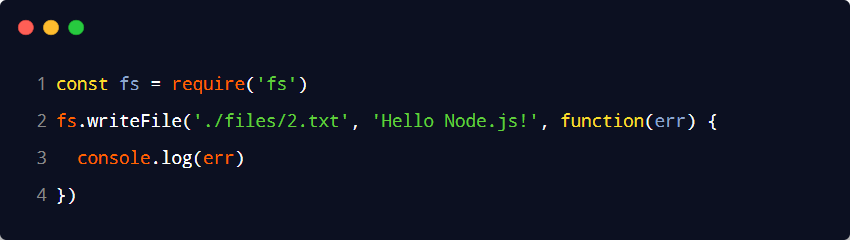 1 const fs = require('fs')
2 fs.writeFile('./files/2.txt', 'Hello Node.js!', function(err) {
3   console.log(err)
4 })